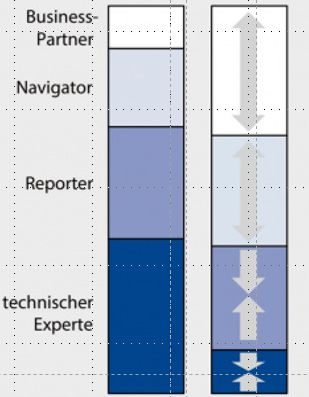 Business-
Partner
Navigator
Reporter
technischer
Experte